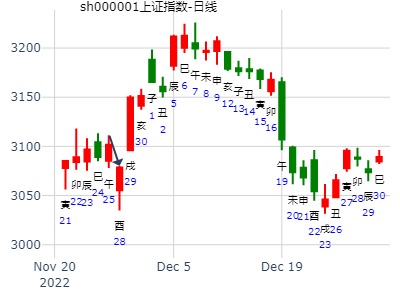 sh000001上证指数-日线
3200
3150
3100
3050
3000
寅
21
卯
22
辰
23
巳
24
午
25
酉
28
戌
29
亥
30
子
1
丑
2
辰
5
巳
6
午
7
未
8
申
9
亥
12
子
13
丑
14
寅
15
卯
16
午
19
未
20
申
21
酉
22
戌
23
丑
26
寅
27
卯
28
辰
29
巳
30
Nov 20
2022
Dec 5
Dec 19